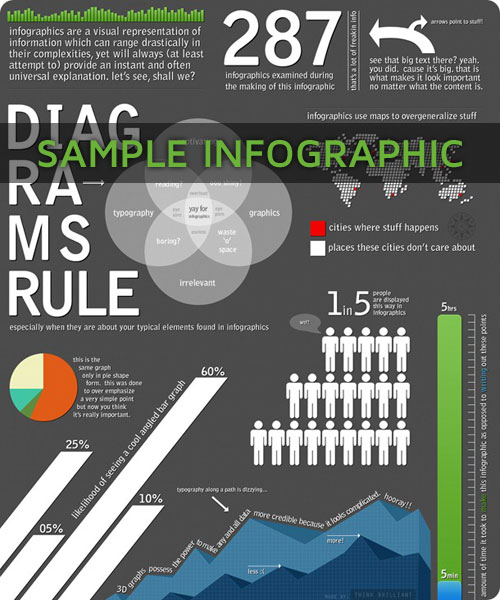 infographics are a visual representation of
information which can range drastically in
their complexities, yet will always (at least
attempt to) provide an instant and often
universal explanation. let's see, shall we?
287
infographics examined during
the making of this infographic
that's a lot of freakin info
arrows point to stuff!
see that big text there? yeah.
you did. cause it's big. that is
what makes it look important
no matter what the content is.
infographics use maps to overgeneralize stuff
SAMPLE INFOGRAPHIC
DIAG
RA
MS
RULE
typography
yay for
infographics
graphics
boring?
waste
'o'
space
irrelevant
cities where stuff happens
places these cities don't care about
especially when they are about your typical elements found in infographics
1 in 5
people
are displayed
this way in
infographics
wtf?
5hrs
this is the
same graph
only in pie shape
form. this was done
to over emphasize
a very simple point
but now you think
it's really important.
60%
25%
10%
05%
likelihood of seeing a cool angled bar graph
typography along a path is dizzying...
3D graphs possess the power to make any and all data more credible because it looks complicated. hooray!!
more!
less :(
5min
amount of time it took to make this infographic as opposed to writing out these points
MADE BY: THINK BRILLIANT